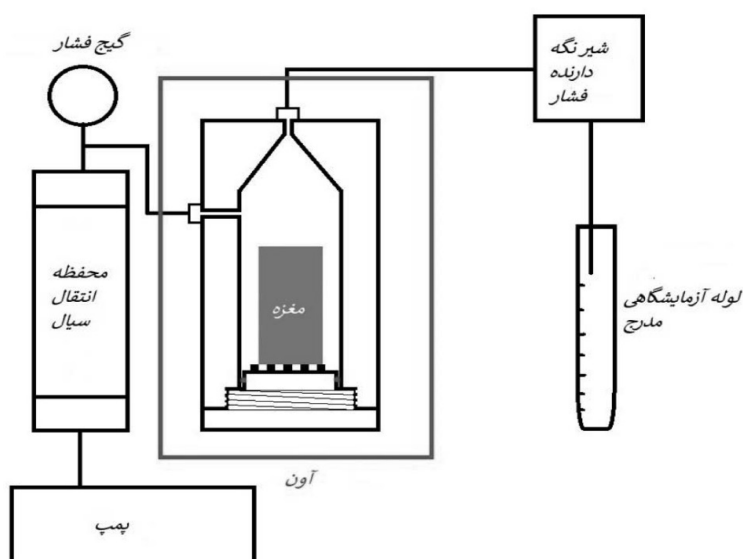 گیج فشار
شیر نگه
دارنده
فشار
محفظه
انتقال
سیال
مغزه
لوله آزمایشگاهی
مدرج
آون
پمپ